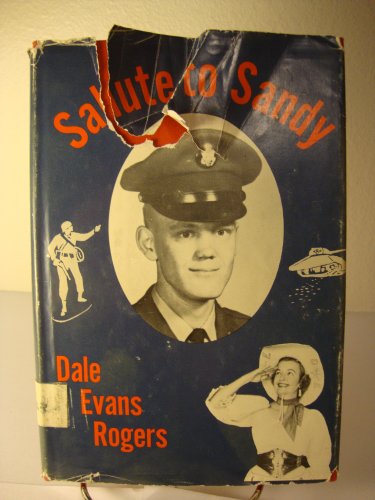 Salute to Sandy
Dale
Evans
Rogers